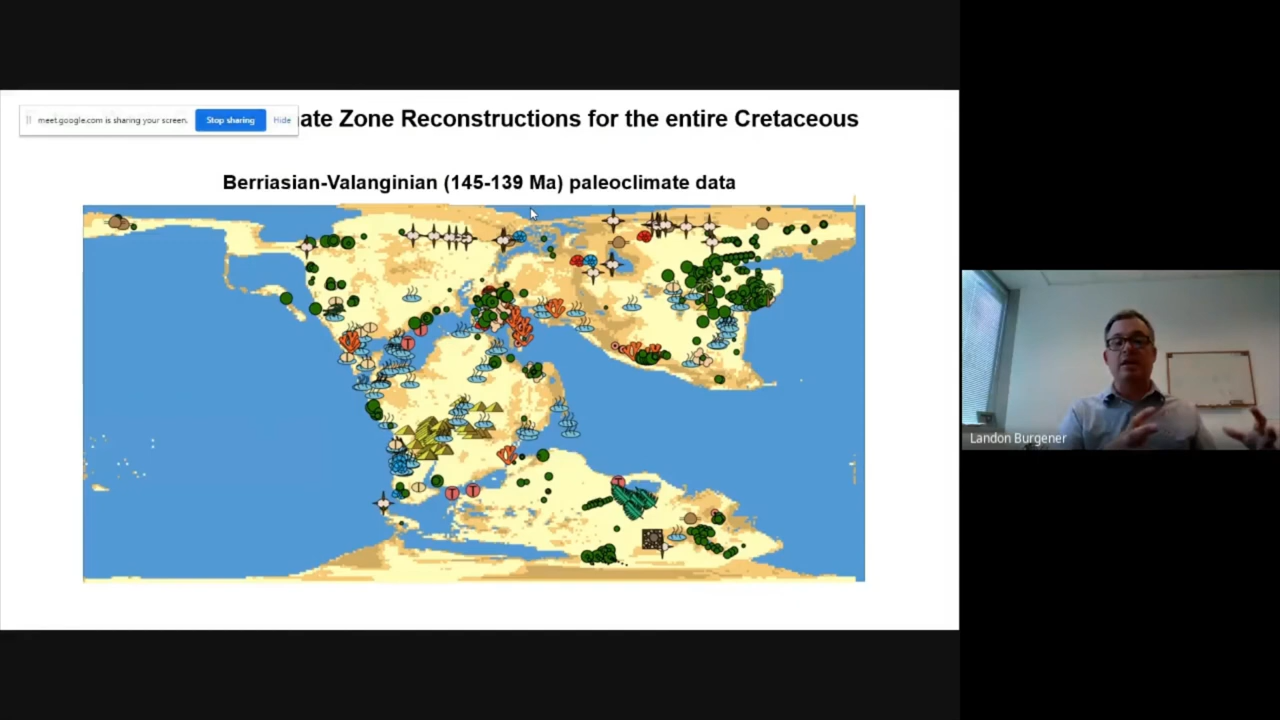 meet.google.com is sharing your screen. Stop sharing Hide
ate Zone Reconstructions for the entire Cretaceous
Berriasian-Valanginian (145-139 Ma) paleoclimate data
Landon Burgener